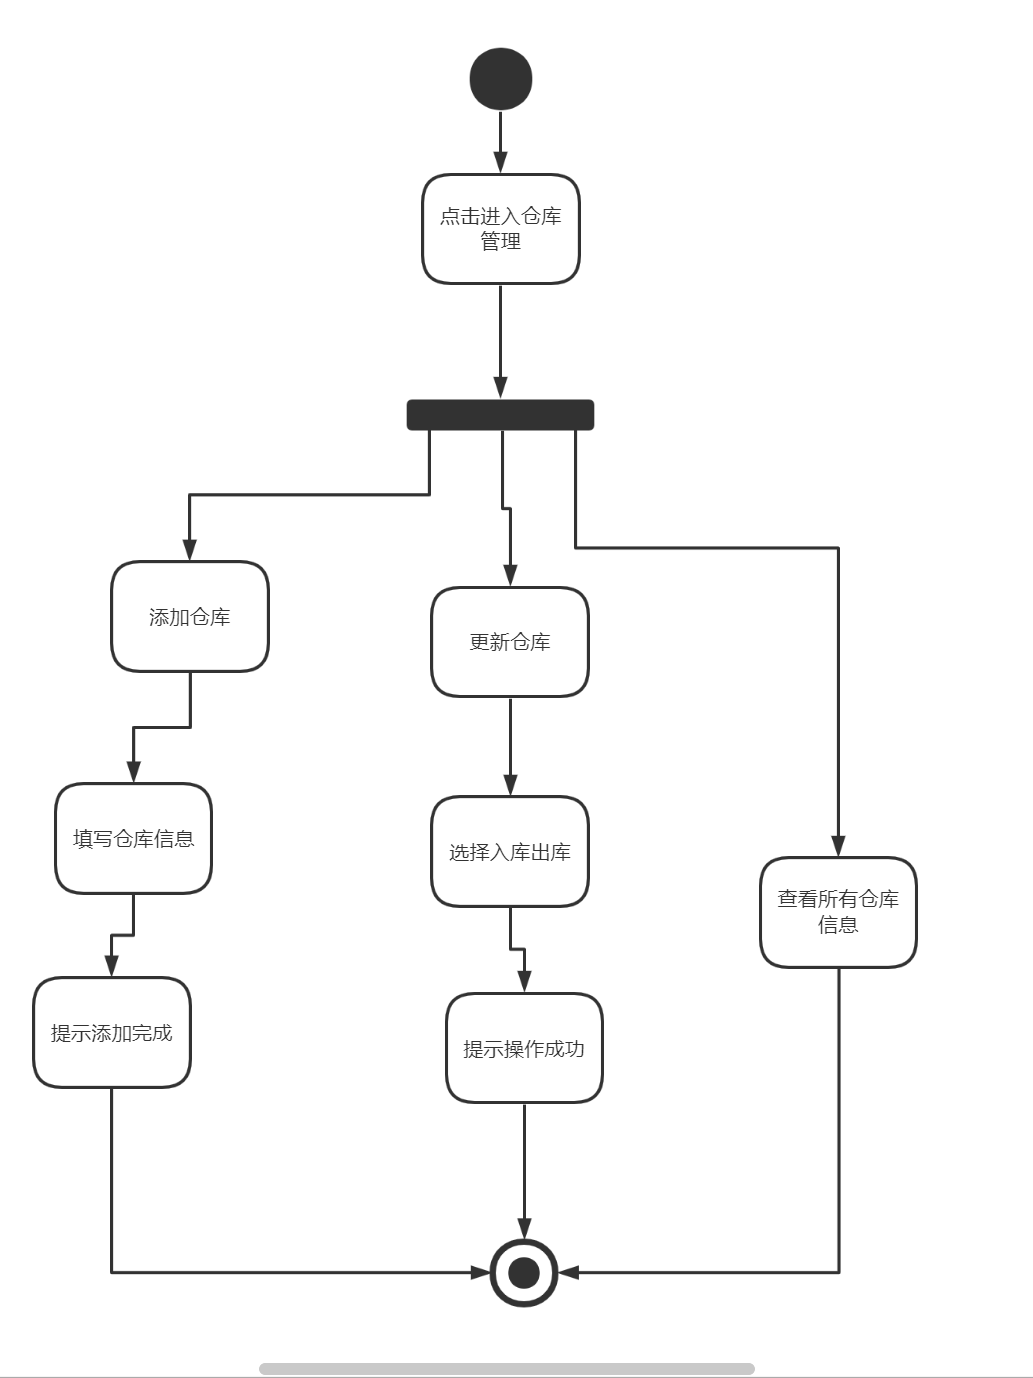 点击进入仓库
管理
添加仓库
更新仓库
填写仓库信息
选择入库出库
查看所有仓库
信息
提示添加完成
提示操作成功